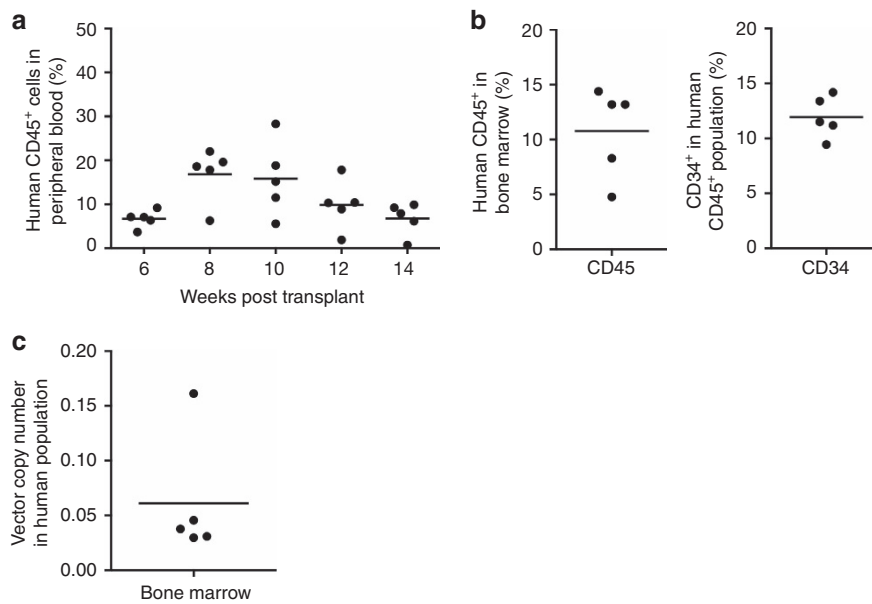 a
Human CD45⁺ cells in
peripheral blood (%)
50
40
30
20
10
0
6 8 10 12 14
Weeks post transplant
b
Human CD45⁺ in
bone marrow (%)
20
15
10
5
0
CD45
CD34⁺ in human
CD45⁺ population (%)
20
15
10
5
0
CD34
c
Vector copy number
in human population
0.20
0.15
0.10
0.05
0.00
Bone marrow